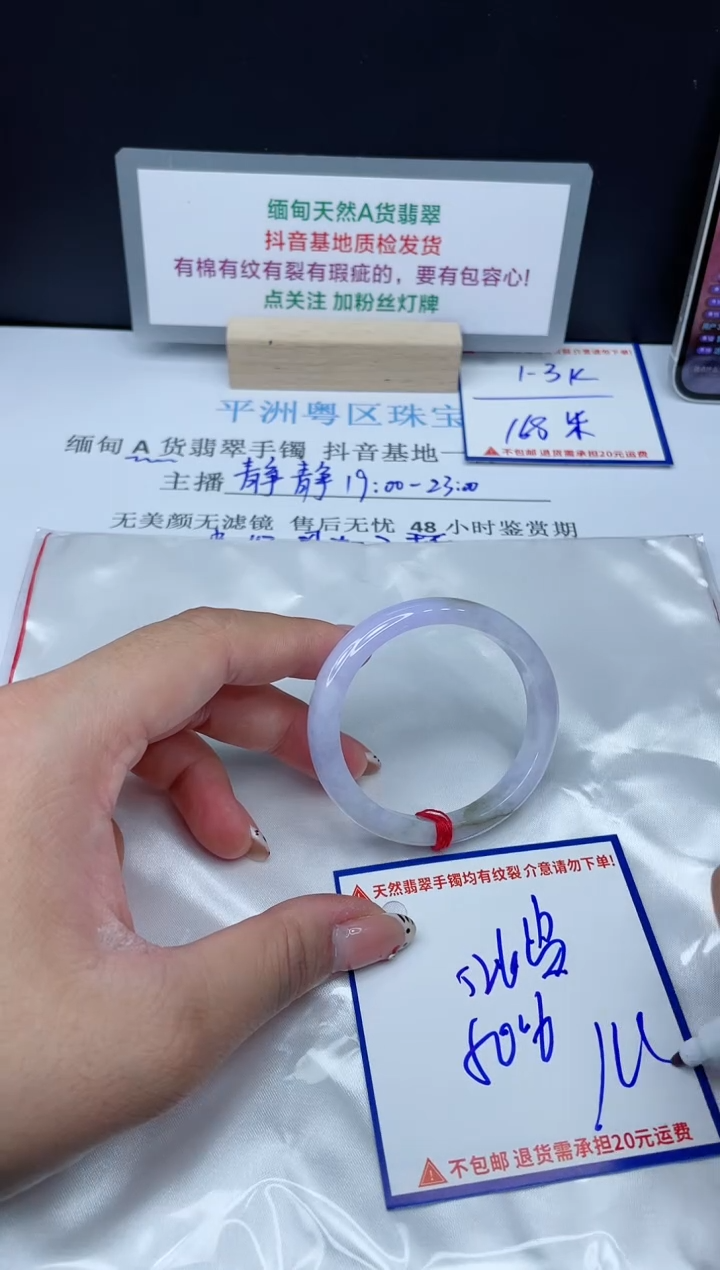 缅甸天然A货翡翠
抖音基地质检发货
有棉有纹有裂有瑕疵的，要有包容心!
点关注 加粉丝灯牌
1-3K
168米
不包邮 退货需承担20元运费
平洲粤区珠宝
缅甸 A 货翡翠手镯 抖音基地一
主播 静静 19:00-23:00
无美颜无滤镜 售后无忧 48 小时鉴赏期
天然翡翠手镯均有纹裂 介意请勿下单!
不包邮 退货需承担20元运费